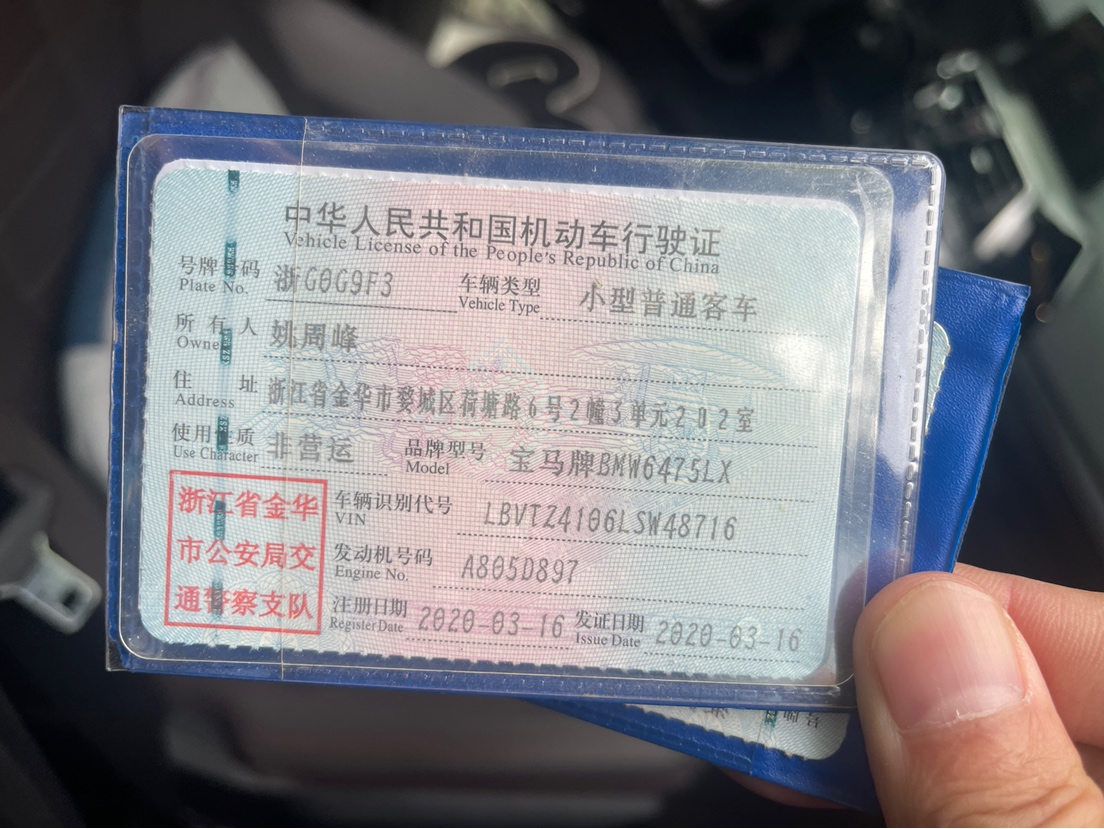 中华人民共和国机动车行驶证
Vehicle License of the People's Republic of China
号牌号码 浙G0G9F3 车辆类型 小型普通客车
Plate No. Vehicle Type
所有人 姚周峰
Owner
住址 浙江省金华市婺城区荷塘路6号2幢3单元202室
Address
使用性质 非营运 品牌型号 宝马牌BMW6475LX
Use Character Model
浙江省金华
市公安局交
通警察支队
车辆识别代号 LBVTZ4106LSW48716
VIN
发动机号码 A805D897
Engine No.
注册日期 2020-03-16 发证日期 2020-03-16
Register Date Issue Date